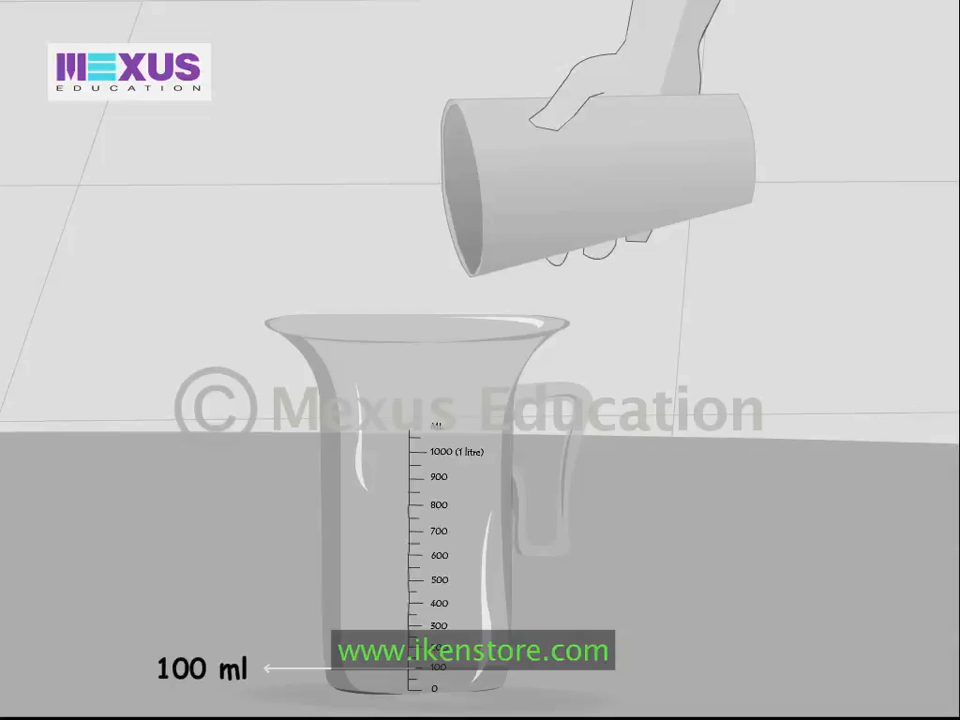 MEXUS
EDUCATION
© Mexus Education
ML
1000 (1 litre)
900
800
700
600
500
400
300
www.ikenstore.com
100 ml
100
0